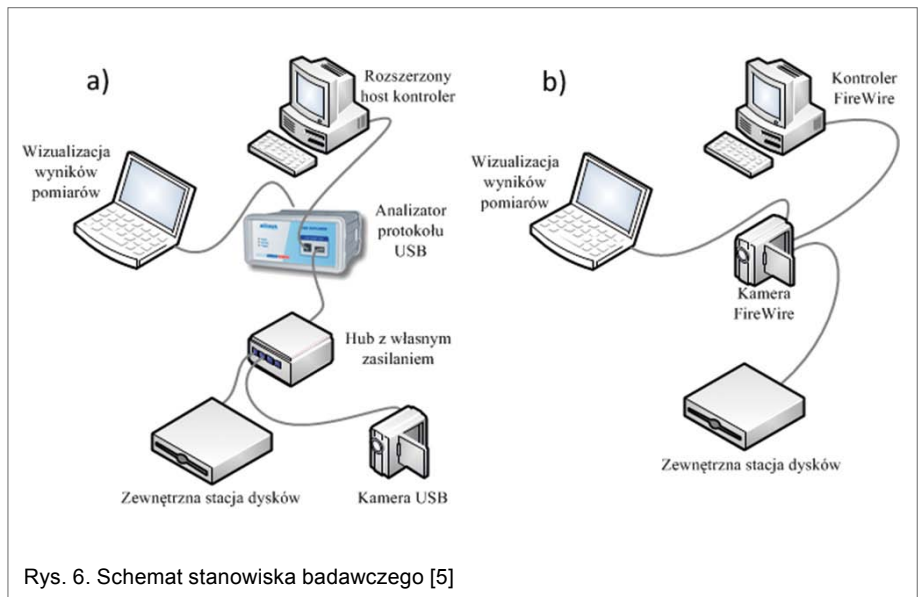 a)
Rozszerzony
host kontroler
Wizualizacja
wyników
pomiarów
Analizator
protokołu
USB
Hub z własnym
zasilaniem
Zewnętrzna stacja dysków
Kamera USB
b)
Kontroler
FireWire
Wizualizacja
wyników
pomiarów
Kamera
FireWire
Zewnętrzna stacja dysków
Rys. 6. Schemat stanowiska badawczego [5]